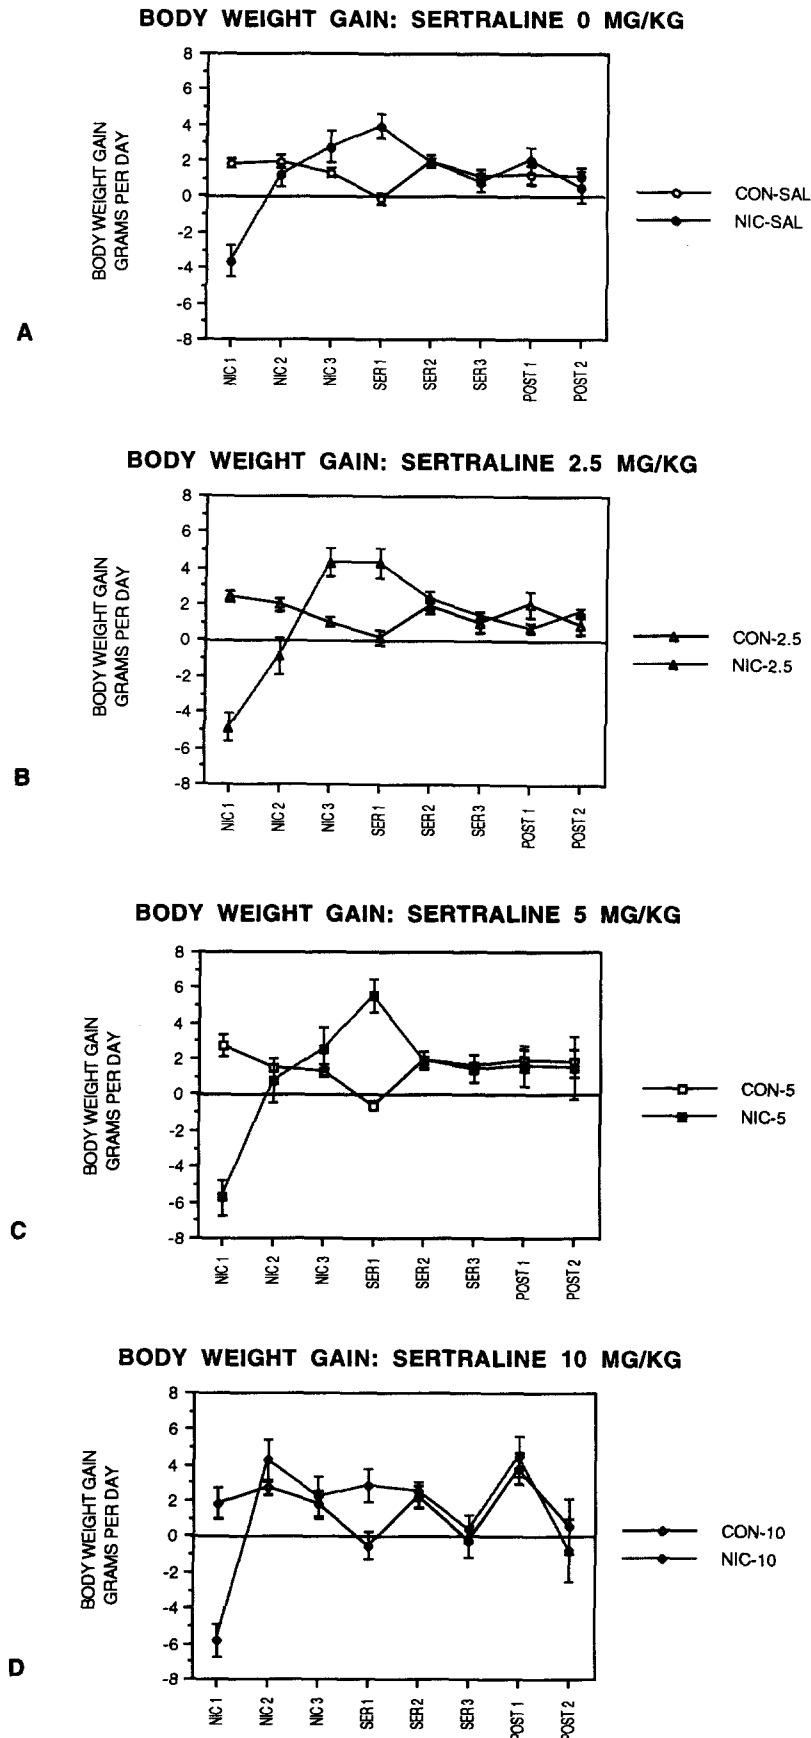 BODY WEIGHT GAIN: SERTRALINE 0 MG/KG
BODY WEIGHT GAIN
GRAMS PER DAY
8
6
4
2
0
-2
-4
-6
-8
NIC 1
NIC 2
NIC 3
SER 1
SER 2
SER 3
POST 1
POST 2
CON-SAL
NIC-SAL
A
BODY WEIGHT GAIN: SERTRALINE 2.5 MG/KG
BODY WEIGHT GAIN
GRAMS PER DAY
8
6
4
2
0
-2
-4
-6
-8
NIC 1
NIC 2
NIC 3
SER 1
SER 2
SER 3
POST 1
POST 2
CON-2.5
NIC-2.5
B
BODY WEIGHT GAIN: SERTRALINE 5 MG/KG
BODY WEIGHT GAIN
GRAMS PER DAY
8
6
4
2
0
-2
-4
-6
-8
NIC 1
NIC 2
NIC 3
SER 1
SER 2
SER 3
POST 1
POST 2
CON-5
NIC-5
C
BODY WEIGHT GAIN: SERTRALINE 10 MG/KG
BODY WEIGHT GAIN
GRAMS PER DAY
8
6
4
2
0
-2
-4
-6
-8
NIC 1
NIC 2
NIC 3
SER 1
SER 2
SER 3
POST 1
POST 2
CON-10
NIC-10
D